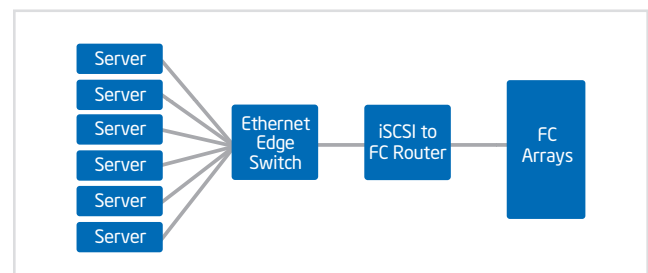 Server
Server
Server
Server
Server
Server
Ethernet
Edge
Switch
iSCSI to
FC Router
FC
Arrays